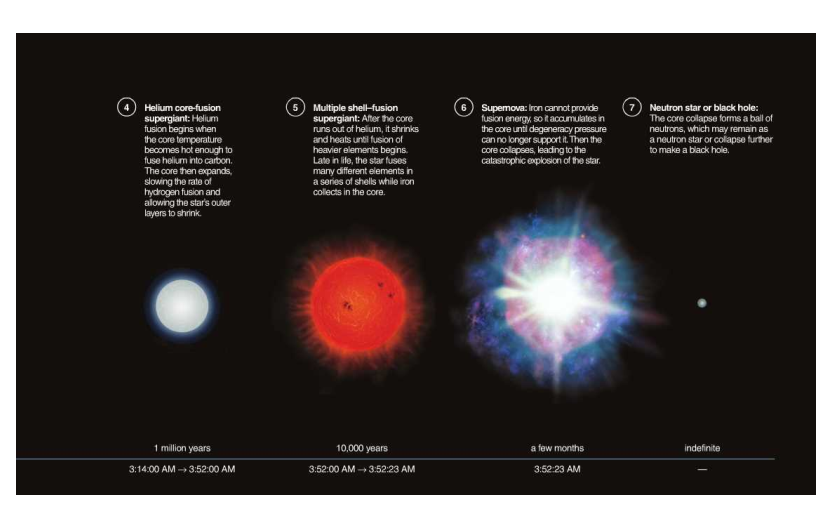 4
Helium core-fusion
supergiant: Helium
fusion begins when
the core temperature
becomes hot enough to
fuse helium into carbon.
The core then expands,
slowing the rate of
hydrogen fusion and
allowing the star's outer
layers to shrink.
5
Multiple shell–fusion
supergiant: After the core
runs out of helium, it shrinks
and heats until fusion of
heavier elements begins.
Late in life, the star fuses
many different elements in
a series of shells while iron
collects in the core.
6
Supernova: Iron cannot provide
fusion energy, so it accumulates in
the core until degeneracy pressure
can no longer support it. Then the
core collapses, leading to the
catastrophic explosion of the star.
7
Neutron star or black hole:
The core collapse forms a ball of
neutrons, which may remain as
a neutron star or collapse further
to make a black hole.
1 million years
10,000 years
a few months
indefinite
3:14:00 AM → 3:52:00 AM
3:52:00 AM → 3:52:23 AM
3:52:23 AM
—